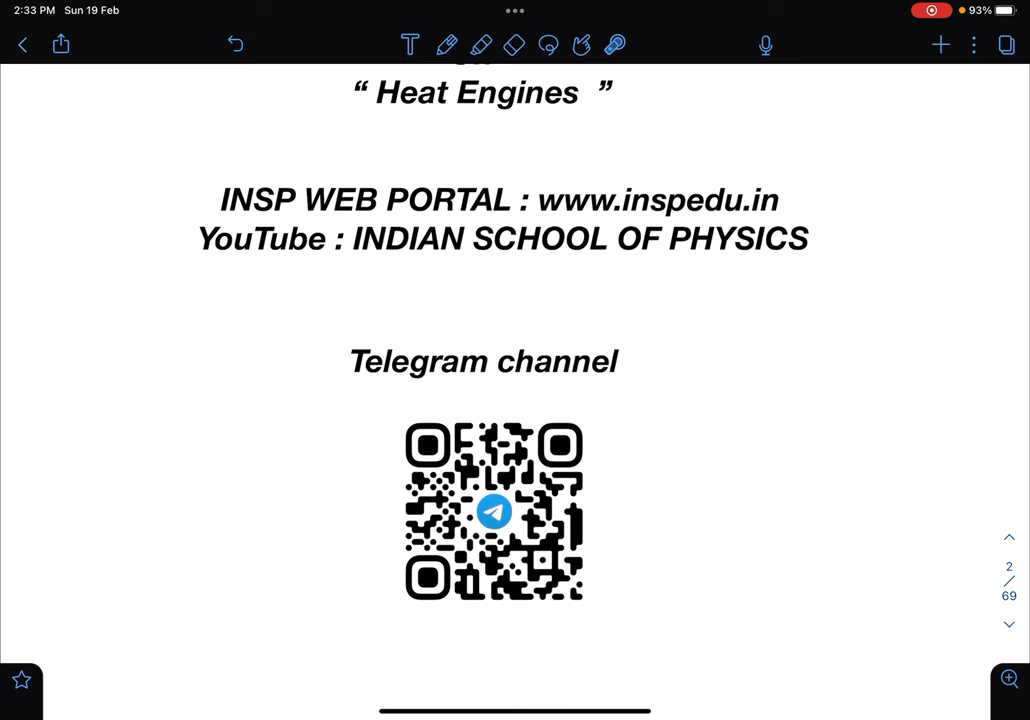 2:33 PM Sun 19 Feb
93%
“ Heat Engines ”
INSP WEB PORTAL : www.inspedu.in
YouTube : INDIAN SCHOOL OF PHYSICS
Telegram channel
2
69